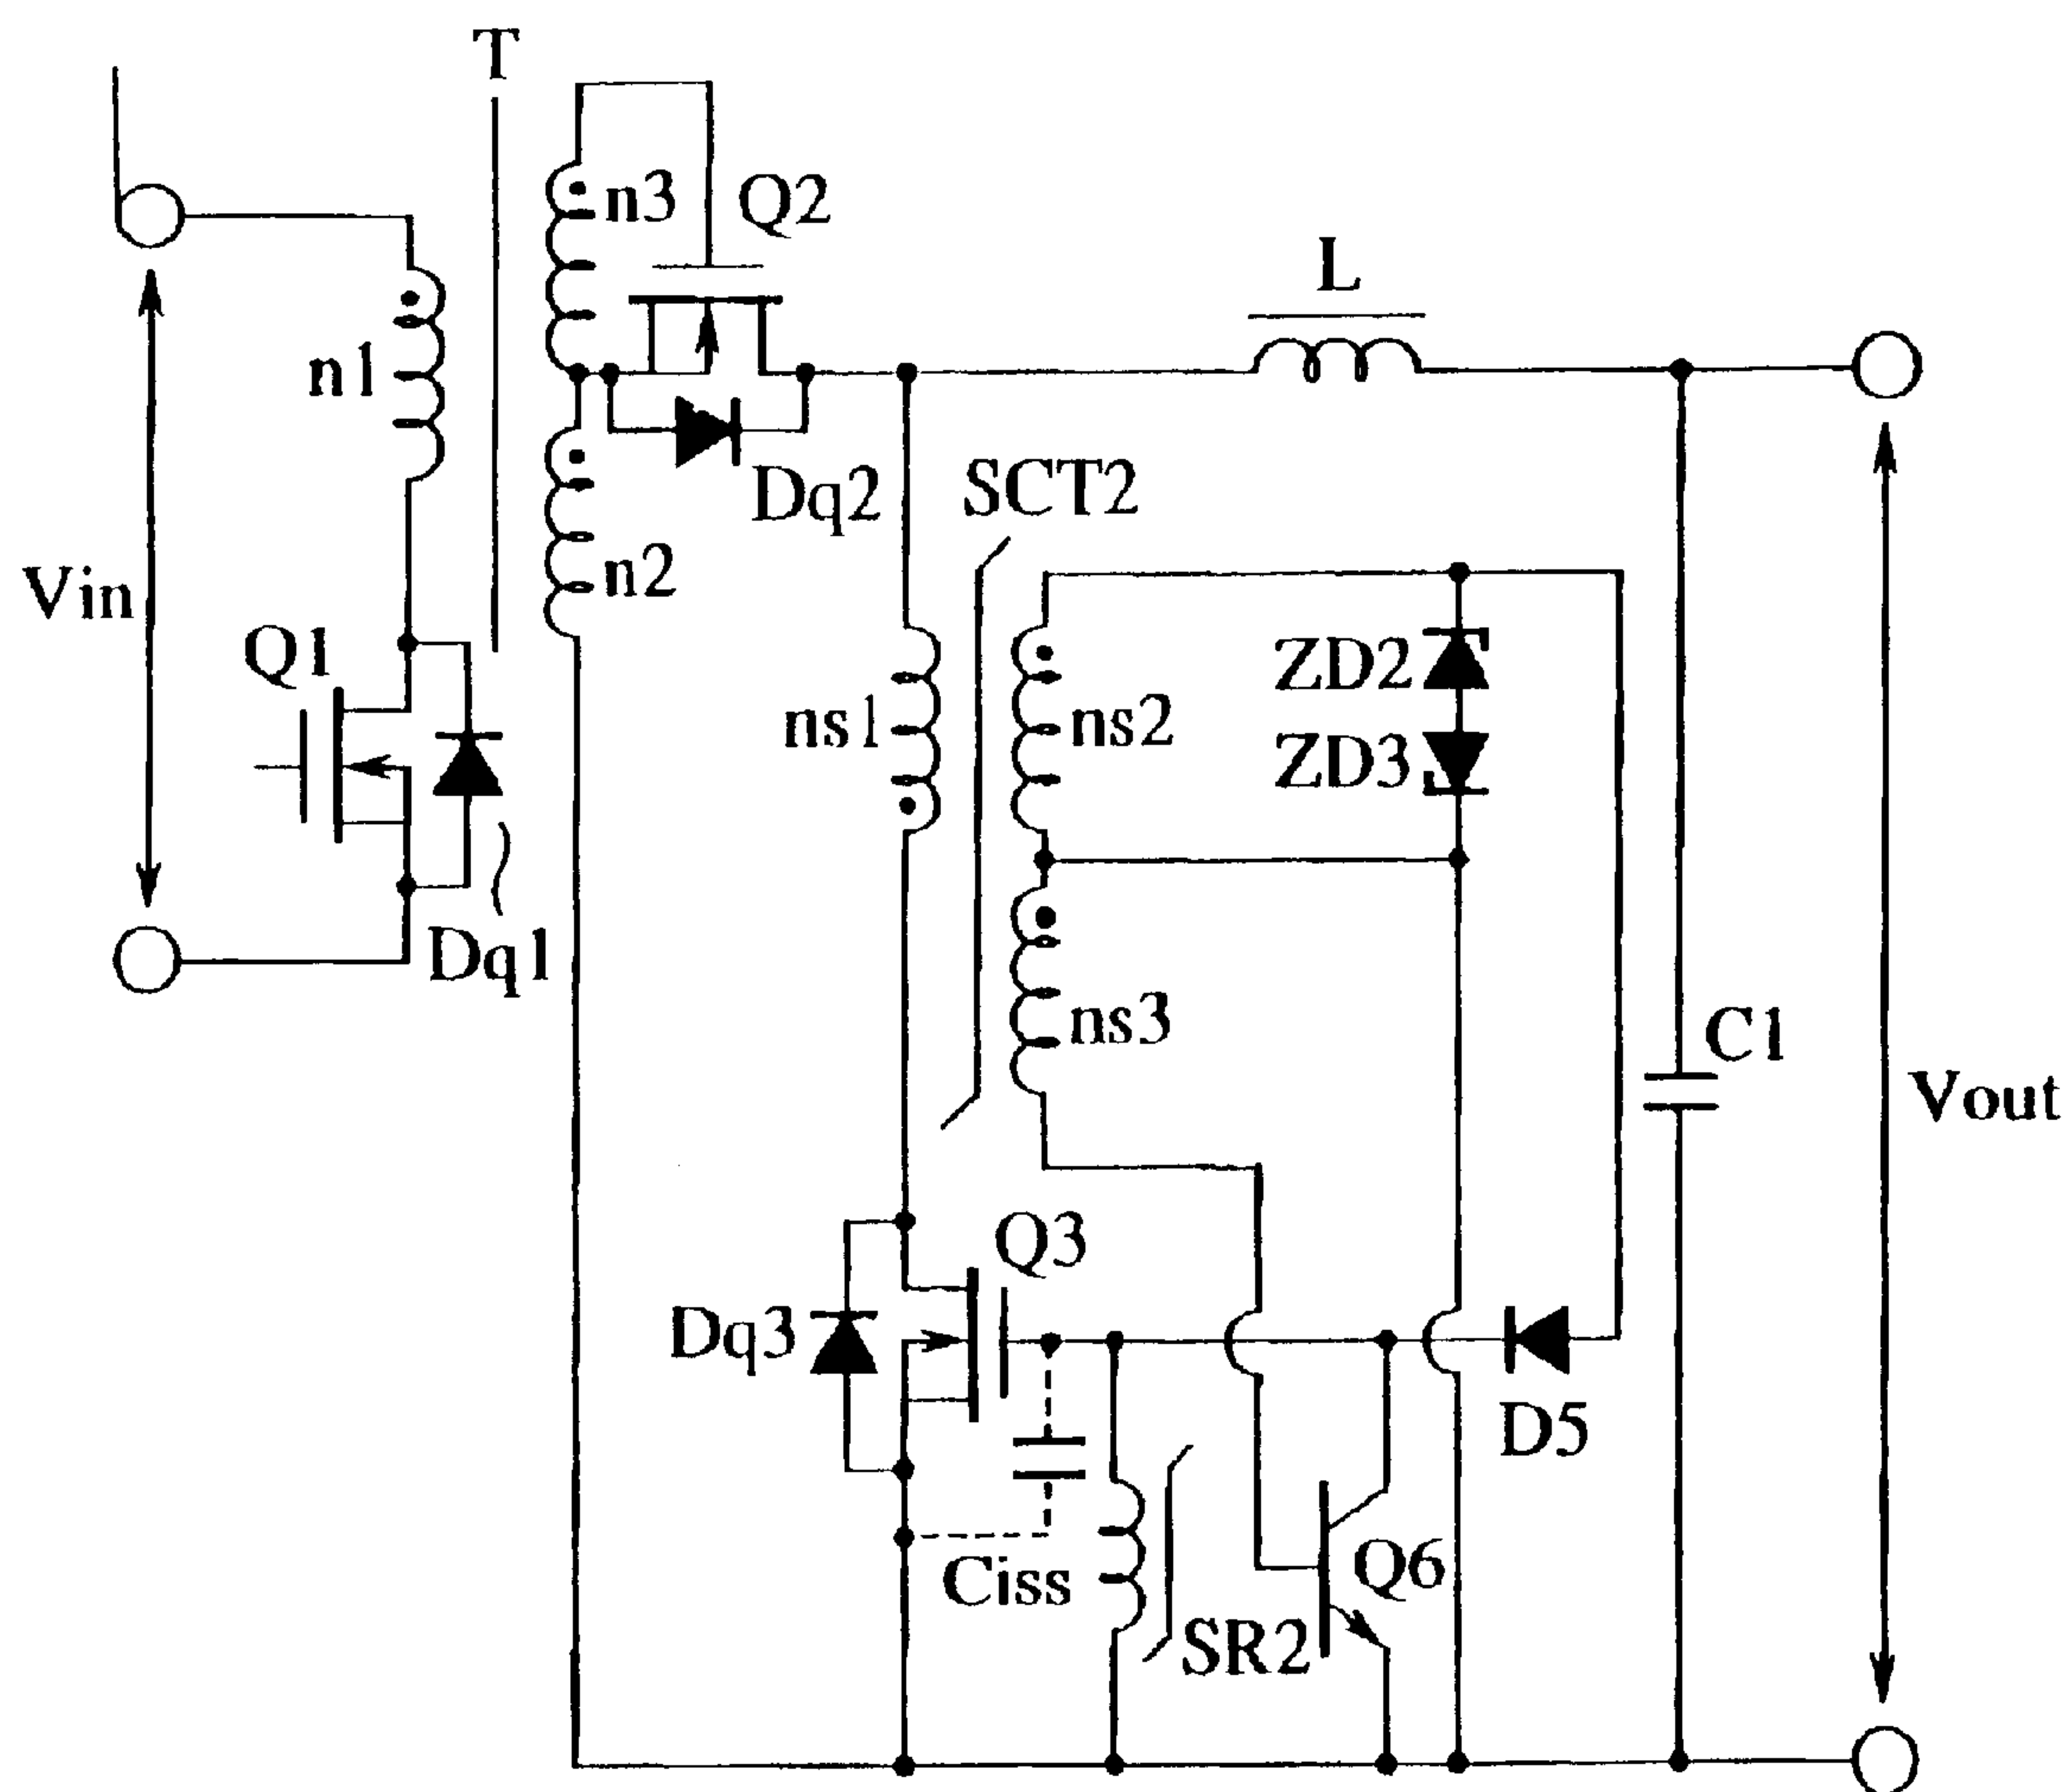 T
n3
Q2
L
n1
Dq2
SCT2
Vin
n2
Q1
ZD2
ns1
ns2
ZD3
Dq1
ns3
C1
Vout
Q3
Dq3
D5
Ciss
Q6
SR2